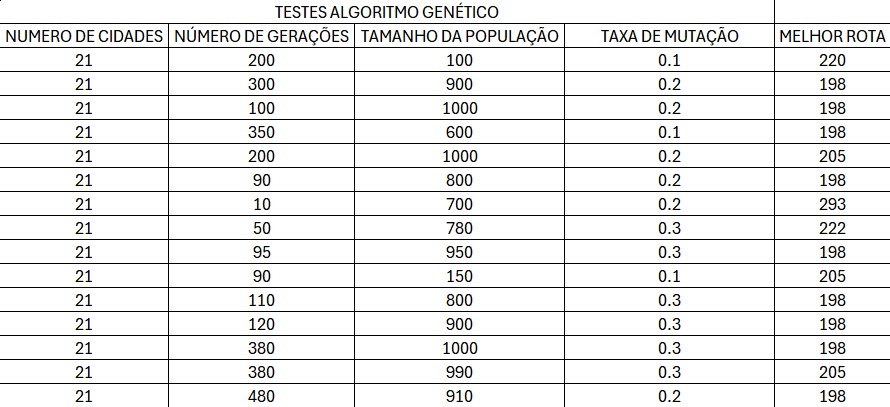 TESTES ALGORITMO GENÉTICO
NUMERO DE CIDADES NÚMERO DE GERAÇÕES TAMANHO DA POPULAÇÃO TAXA DE MUTAÇÃO MELHOR ROTA
21 200 100 0.1 220
21 300 900 0.2 198
21 100 1000 0.2 198
21 350 600 0.1 198
21 200 1000 0.2 205
21 90 800 0.2 198
21 10 700 0.2 293
21 50 780 0.3 222
21 95 950 0.3 198
21 90 150 0.1 205
21 110 800 0.3 198
21 120 900 0.3 198
21 380 1000 0.3 198
21 380 990 0.3 205
21 480 910 0.2 198